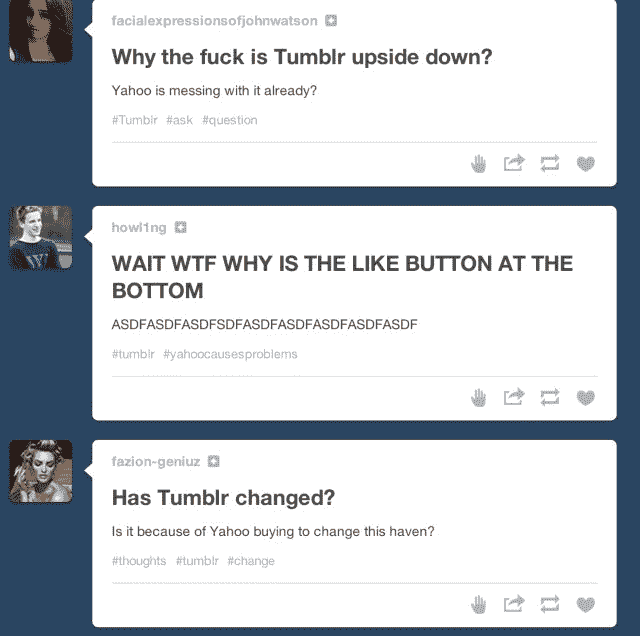 facialexpressionsofjohnwatson
Why the fuck is Tumblr upside down?
Yahoo is messing with it already?
#Tumblr #ask #question
howl1ng
WAIT WTF WHY IS THE LIKE BUTTON AT THE
BOTTOM
ASDFASDFASDFSDFASDFASDFASDFASDFASDF
#tumblr #yahoocausesproblems
fazion-geniuz
Has Tumblr changed?
Is it because of Yahoo buying to change this haven?
#thoughts #tumblr #change